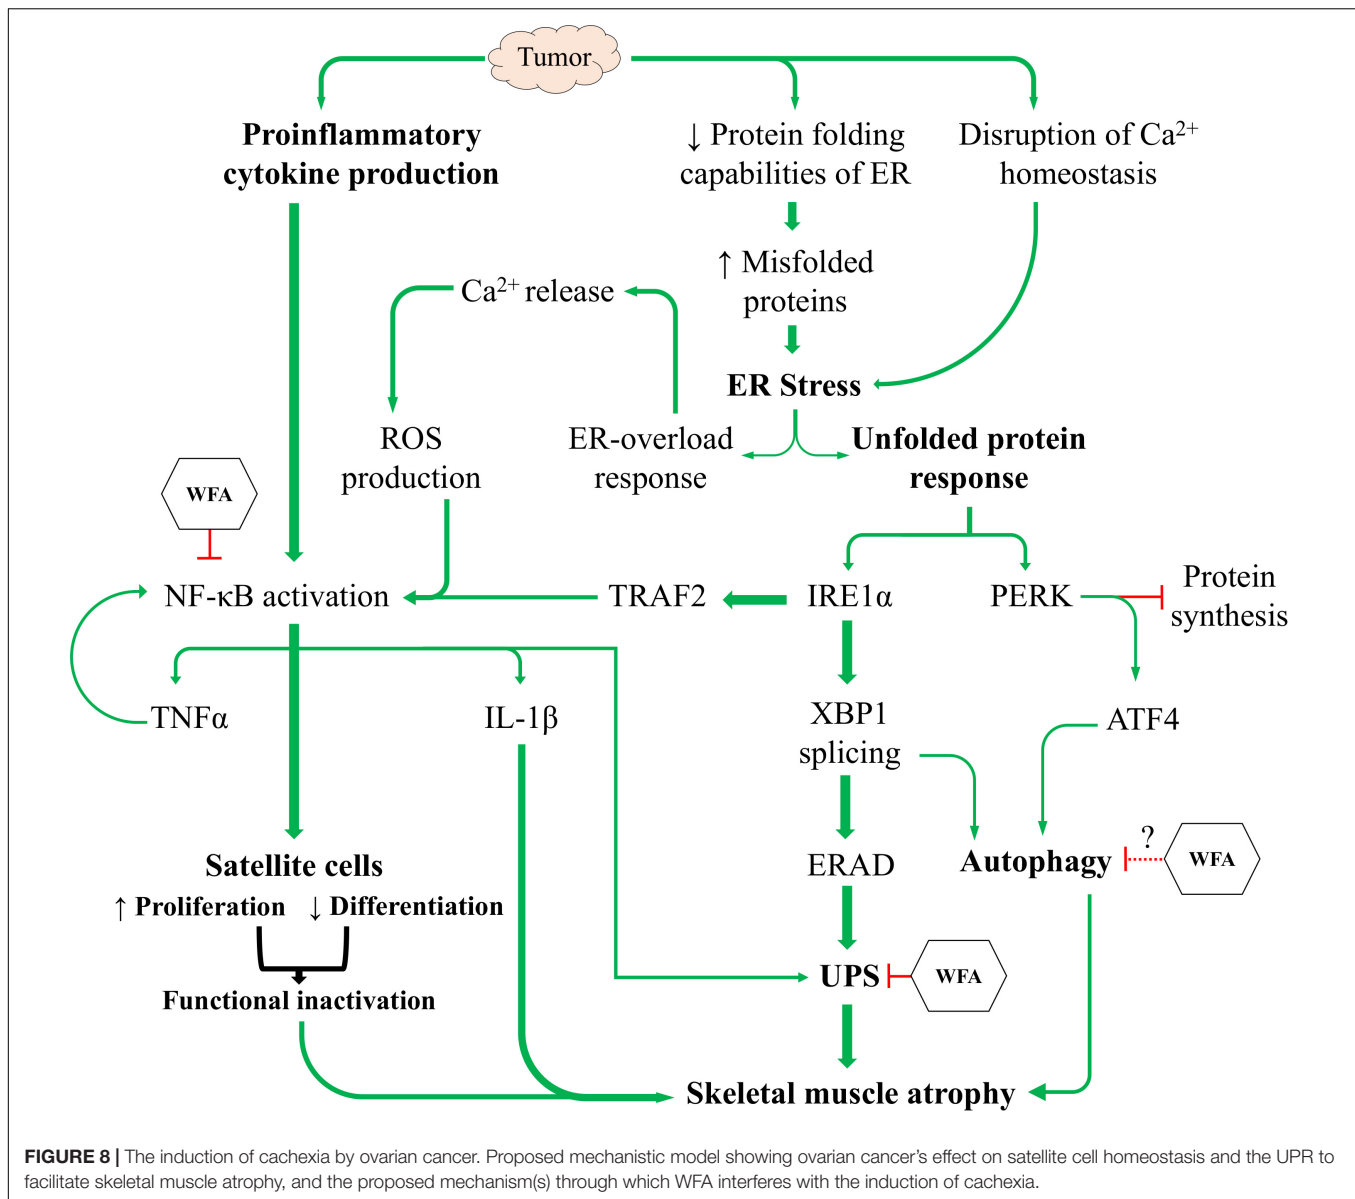 Tumor
Proinflammatory
cytokine production
↓ Protein folding
capabilities of ER
Disruption of Ca²⁺
homeostasis
↑ Misfolded
proteins
Ca²⁺ release
ER Stress
ROS
production
ER-overload
response
Unfolded protein
response
WFA
NF-κB activation
TRAF2
IRE1α
PERK
Protein
synthesis
TNFα
IL-1β
XBP1
splicing
ATF4
Satellite cells
↑ Proliferation ↓ Differentiation
ERAD
Autophagy
?
WFA
Functional inactivation
UPS
WFA
Skeletal muscle atrophy
FIGURE 8 | The induction of cachexia by ovarian cancer. Proposed mechanistic model showing ovarian cancer's effect on satellite cell homeostasis and the UPR to
facilitate skeletal muscle atrophy, and the proposed mechanism(s) through which WFA interferes with the induction of cachexia.